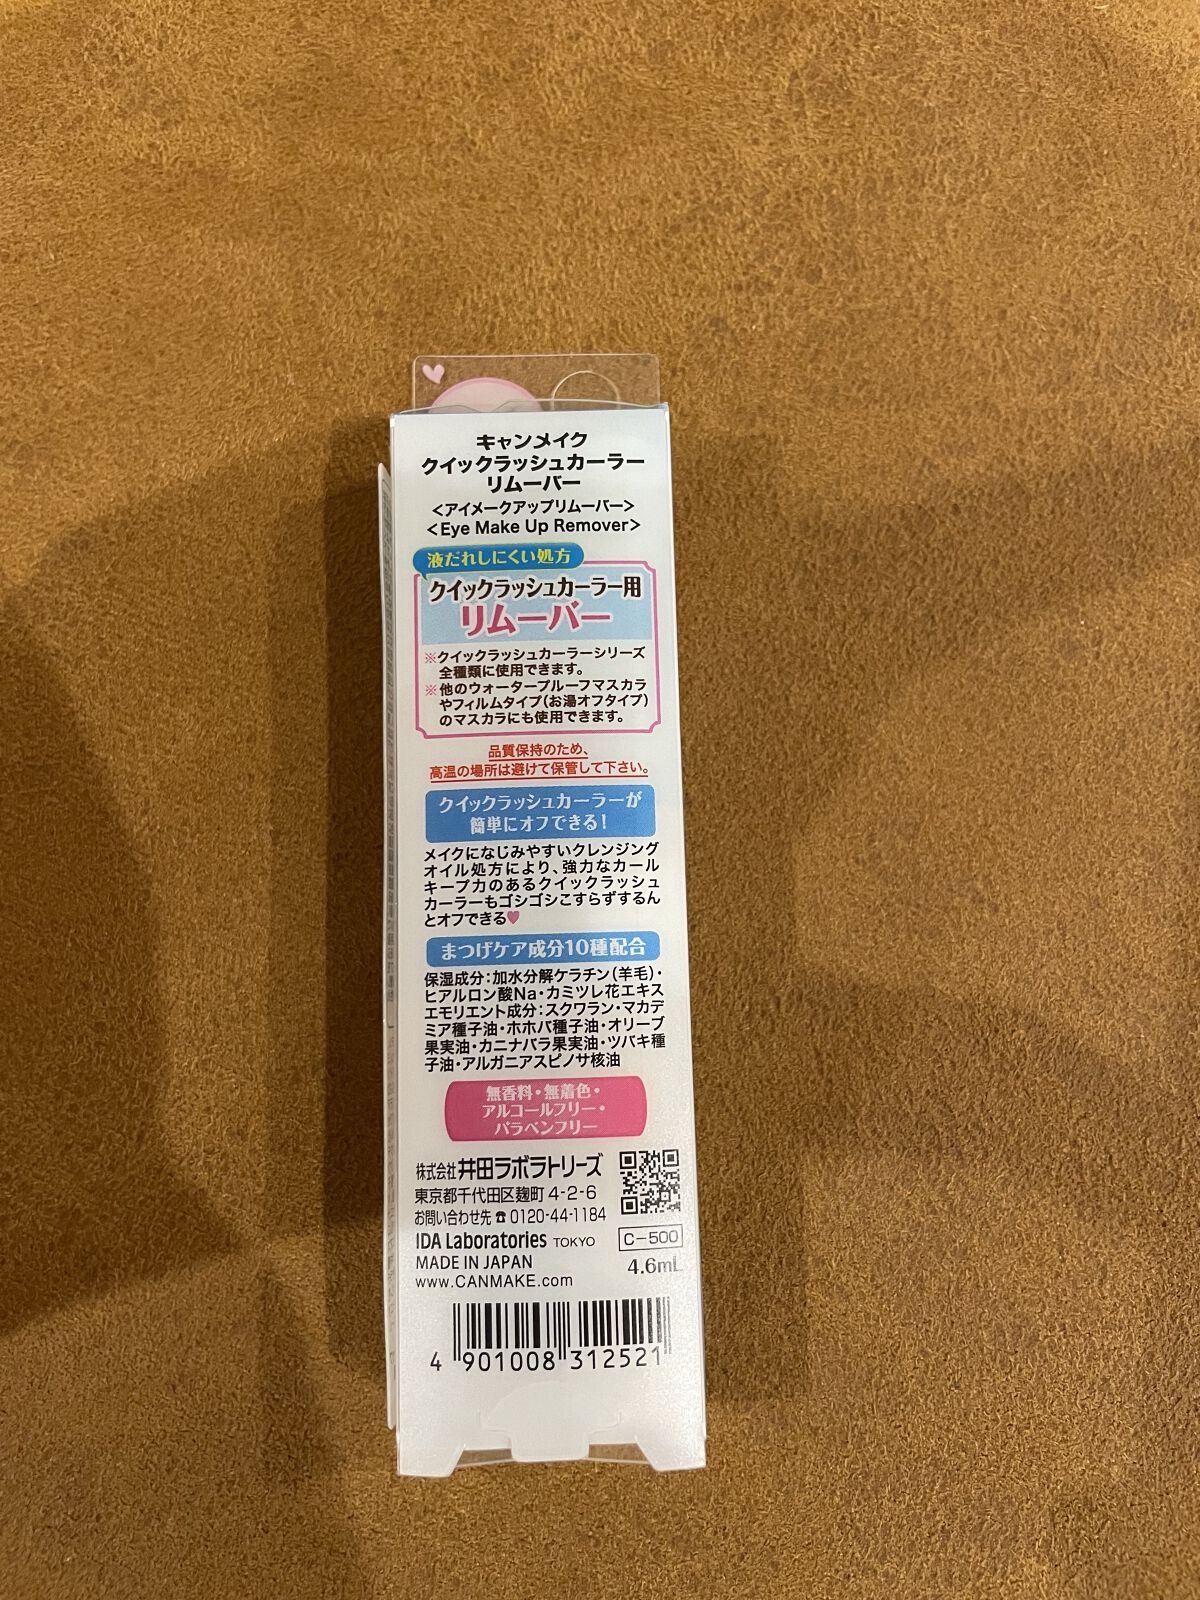 キャンメイク
クイックラッシュカーラー
リムーバー
<アイメークアップリムーバー>
<Eye Make Up Remover>
液だれしにくい処方
クイックラッシュカーラー用
リムーバー
※クイックラッシュカーラーシリーズ
全種類に使用できます。
※他のウォータープルーフマスカラ
やフィルムタイプ(お湯オフタイプ)
のマスカラにも使用できます。
品質保持のため、
高温の場所は避けて保管して下さい。
クイックラッシュカーラーが
簡単にオフできる!
メイクになじみやすいクレンジング
オイル処方により、強力なカール
キープ力のあるクイックラッシュ
カーラーもゴシゴシこすらずするん
とオフできる♥
まつげケア成分10種配合
保湿成分:加水分解ケラチン(羊毛)・
ヒアルロン酸Na・カミツレ花エキス
エモリエント成分:スクワラン・マカデ
ミア種子油・ホホバ種子油・オリーブ
果実油・カニナバラ果実油・ツバキ種
子油・アルガニアスピノサ核油
無香料・無着色・
アルコールフリー・
パラベンフリー
株式会社井田ラボラトリーズ
東京都千代田区麹町4-2-6
お問い合わせ先☎0120-44-1184
IDA Laboratories TOKYO
C-500
MADE IN JAPAN
4.6mL
www.CANMAKE.com
4 901008 312521